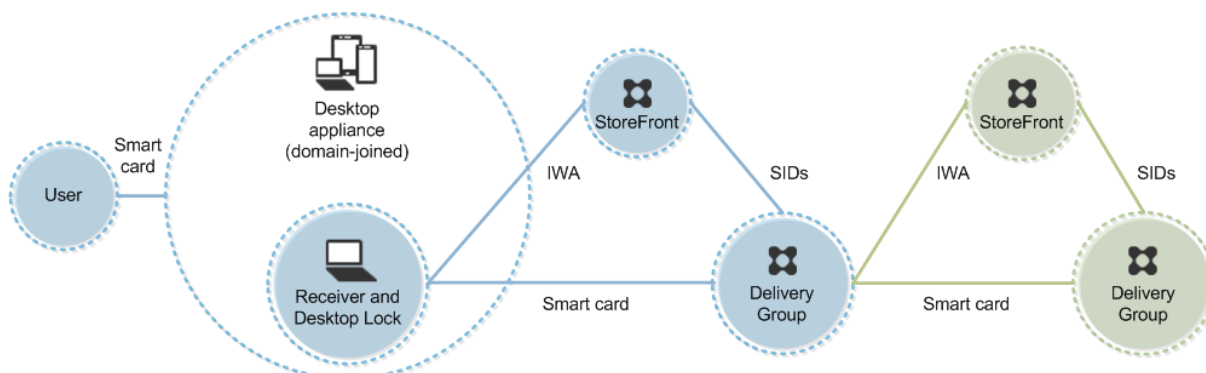 User
Smart
card
Desktop
appliance
(domain-joined)
Receiver and
Desktop Lock
IWA
StoreFront
SIDs
Smart card
Delivery
Group
IWA
StoreFront
SIDs
Smart card
Delivery
Group